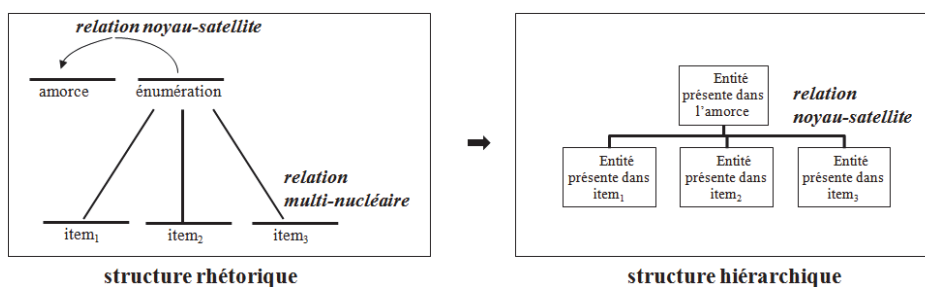 relation noyau-satellite
amorce
énumération
relation
multi-nucléaire
item₁
item₂
item₃
structure rhétorique
Entité
présente dans
l'amorce
relation
noyau-satellite
Entité
présente dans
item₁
Entité
présente dans
item₂
Entité
présente dans
item₃
structure hiérarchique